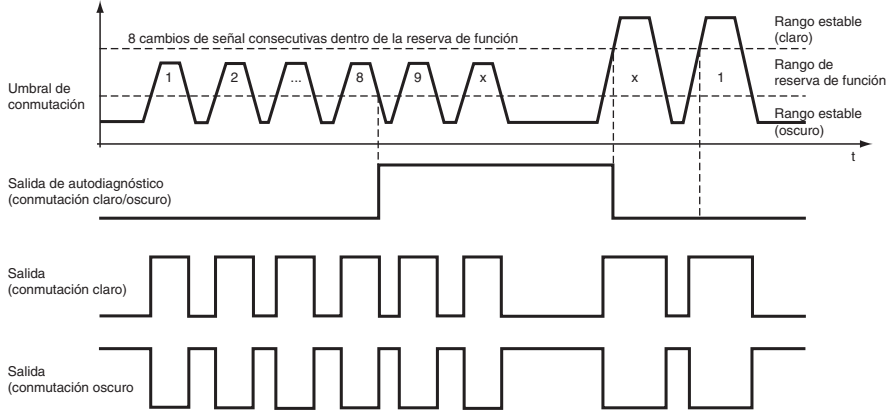 8 cambios de señal consecutivas dentro de la reserva de función
Rango estable
(claro)
Umbral de
conmutación
1
2
...
8
9
x
x
1
Rango de
reserva de función
Rango estable
(oscuro)
t
Salida de autodiagnóstico
(conmutación claro/oscuro)
Salida
(conmutación claro)
Salida
(conmutación oscuro